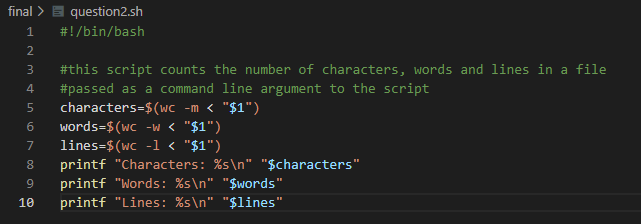 final > question2.sh
1 #!/bin/bash
2
3 #this script counts the number of characters, words and lines in a file
4 #passed as a command line argument to the script
5 characters=$(wc -m < "$1")
6 words=$(wc -w < "$1")
7 lines=$(wc -l < "$1")
8 printf "Characters: %s\n" "$characters"
9 printf "Words: %s\n" "$words"
10 printf "Lines: %s\n" "$lines"